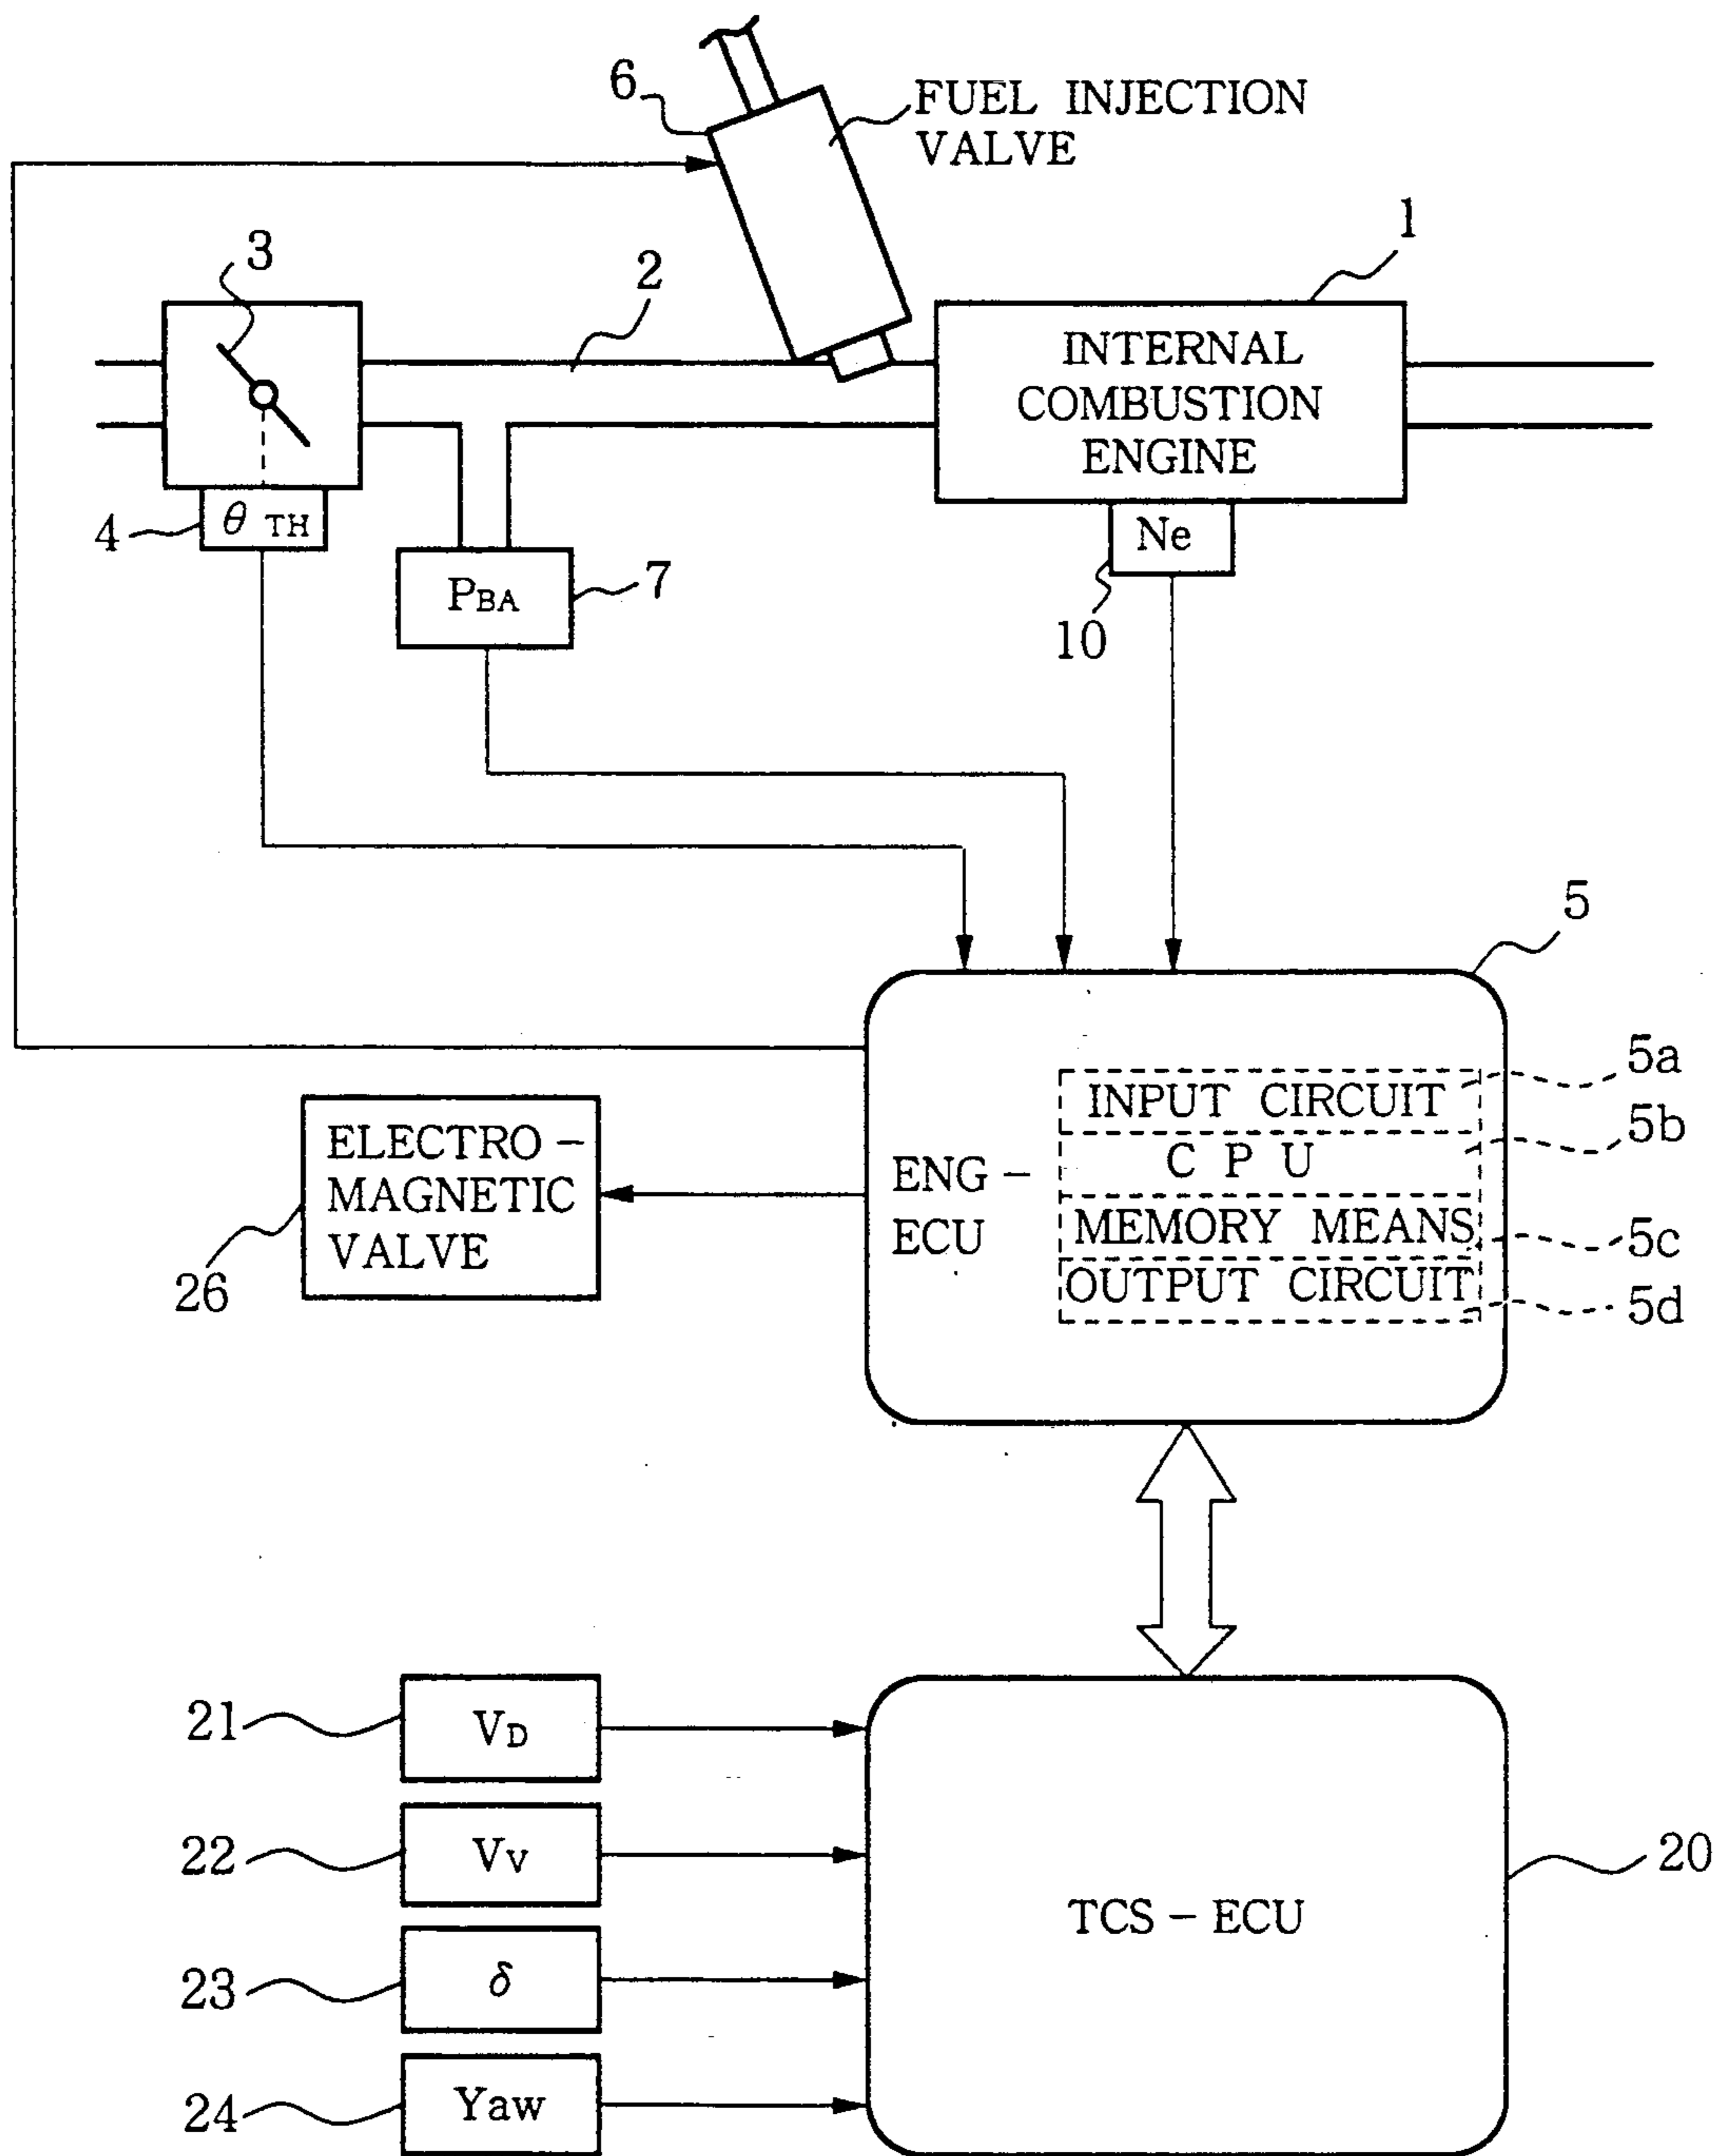 6
FUEL INJECTION
VALVE
1
3
2
INTERNAL
COMBUSTION
ENGINE
θ TH
4
Ne
PBA
7
10
5
5a
INPUT CIRCUIT
5b
C P U
ELECTRO -
MAGNETIC
VALVE
ENG -
ECU
MEMORY MEANS
5c
OUTPUT CIRCUIT
5d
26
21
VD
22
VV
20
TCS - ECU
23
δ
24
Yaw